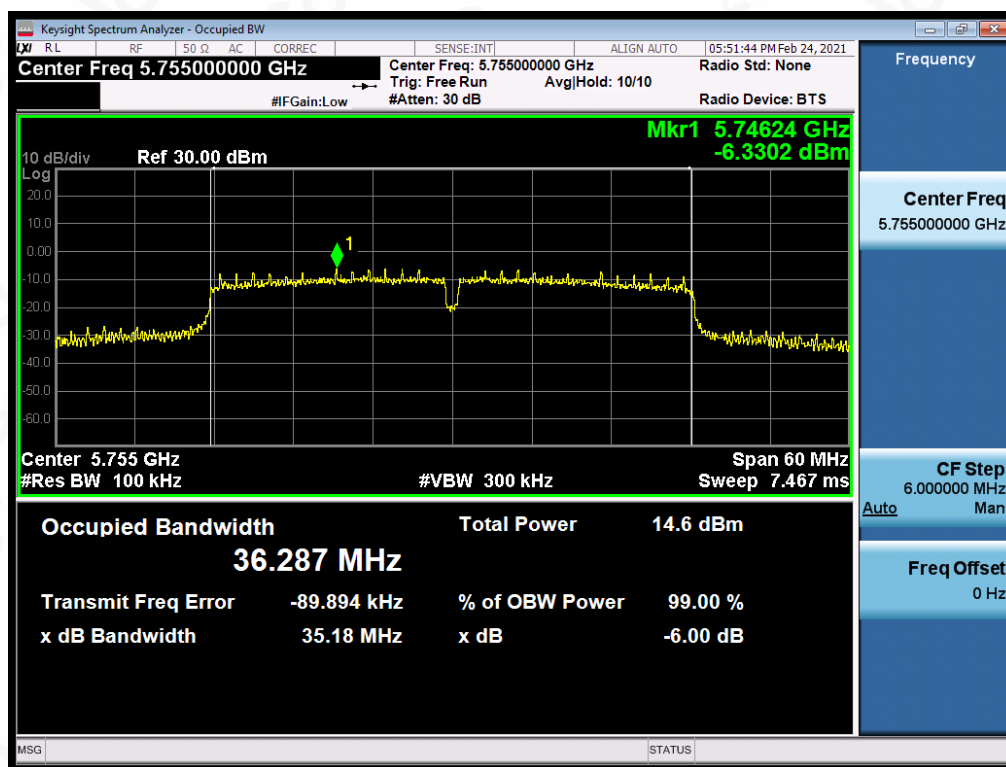 Keysight Spectrum Analyzer - Occupied BW
LXI RL RF 50 Ω AC CORREC SENSE:INT ALIGN AUTO 05:51:44 PM Feb 24, 2021
Center Freq 5.755000000 GHz
Center Freq: 5.755000000 GHz Radio Std: None
Trig: Free Run Avg|Hold: 10/10
#IFGain:Low #Atten: 30 dB Radio Device: BTS
Mkr1 5.74624 GHz
-6.3302 dBm
10 dB/div Ref 30.00 dBm
Log
20.0
10.0
1
0.00
-10.0
-20.0
-30.0
-40.0
-50.0
-60.0
Center 5.755 GHz Span 60 MHz
#Res BW 100 kHz #VBW 300 kHz Sweep 7.467 ms
Occupied Bandwidth Total Power 14.6 dBm
36.287 MHz
Transmit Freq Error -89.894 kHz % of OBW Power 99.00 %
x dB Bandwidth 35.18 MHz x dB -6.00 dB
MSG STATUS
Frequency
Center Freq
5.755000000 GHz
CF Step
6.000000 MHz
Auto Man
Freq Offset
0 Hz